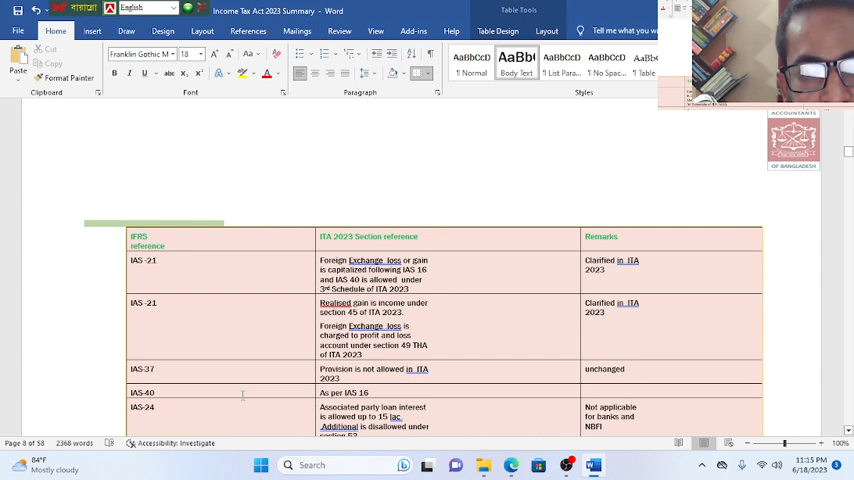 বায়ান্নো
English
Income Tax Act 2023 Summary - Word
Table Tools
File
Home
Insert
Draw
Design
Layout
References
Mailings
Review
View
Add-ins
Help
Table Design
Layout
Tell me what you
Paste
Cut
Copy
Format Painter
Clipboard
Franklin Gothic M
18
Font
Paragraph
AaBbCcD
¶ Normal
AaBb(
Body Text
AaBbCcD
¶ List Para...
AaBbCcD
¶ No Spac...
AaBbCcD
¶ Table
Styles
ACCOUNTANTS
OF BANGLADESH
IFRS
reference
ITA 2023 Section reference
Remarks
IAS -21
Foreign Exchange loss or gain
is capitalized following IAS 16
and IAS 40 is allowed under
3rd Schedule of ITA 2023
Clarified in ITA
2023
IAS -21
Realised gain is income under
section 45 of ITA 2023.
Foreign Exchange loss is
charged to profit and loss
account under section 49 THA
of ITA 2023
Clarified in ITA
2023
IAS-37
Provision is not allowed in ITA
2023
unchanged
IAS-40
As per IAS 16
IAS-24
Associated party loan interest
is allowed up to 15 lac
.Additional is disallowed under
section 52
Not applicable
for banks and
NBFI
Page 8 of 58
2368 words
Accessibility: Investigate
100%
84°F
Mostly cloudy
Search
11:15 PM
6/18/2023